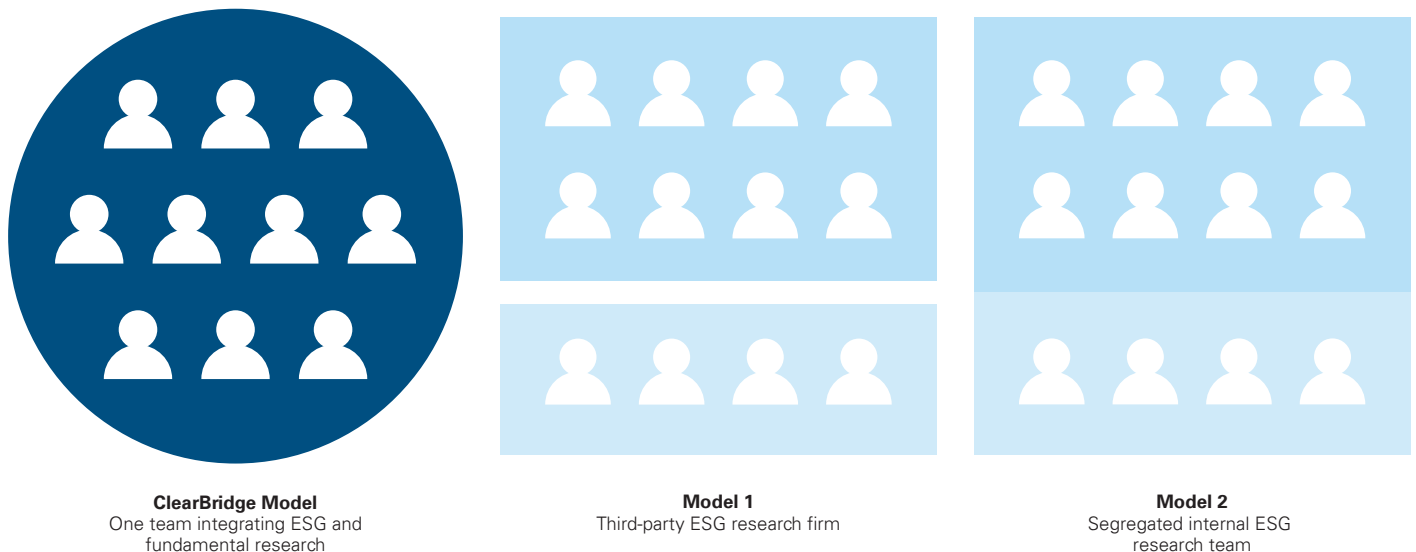 ClearBridge Model
One team integrating ESG and
fundamental research
Model 1
Third-party ESG research firm
Model 2
Segregated internal ESG
research team